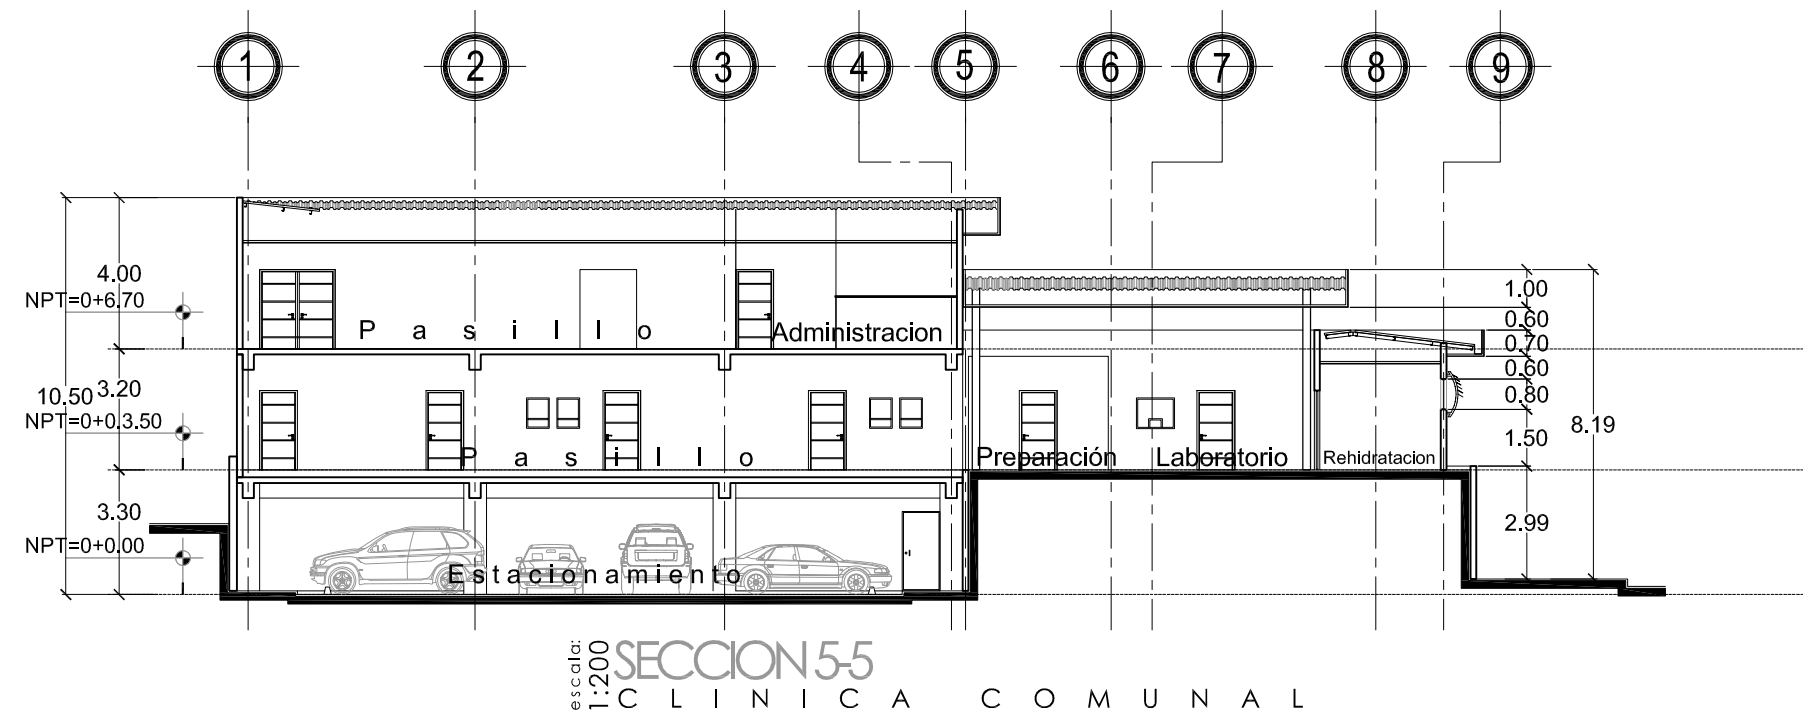 1 2 3 4 5 6 7 8 9
4.00
NPT=0+6.70
1.00
0.60
P a s i l l o
Administracion
0.70
0.60
10.50
3.20
0.80
NPT=0+0.3.50
1.50
8.19
P a s i l l o
Preparación
Laboratorio
Rehidratacion
3.30
2.99
NPT=0+0.00
Estacionamiento
escala:
1:200
SECCION 5-5
CLINICA COMUNAL